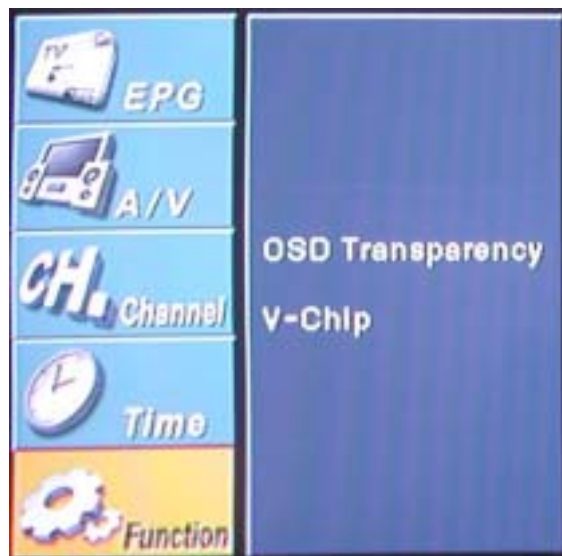 TV
EPG
A/V
CH. Channel
Time
Function
OSD Transparency
V-Chip